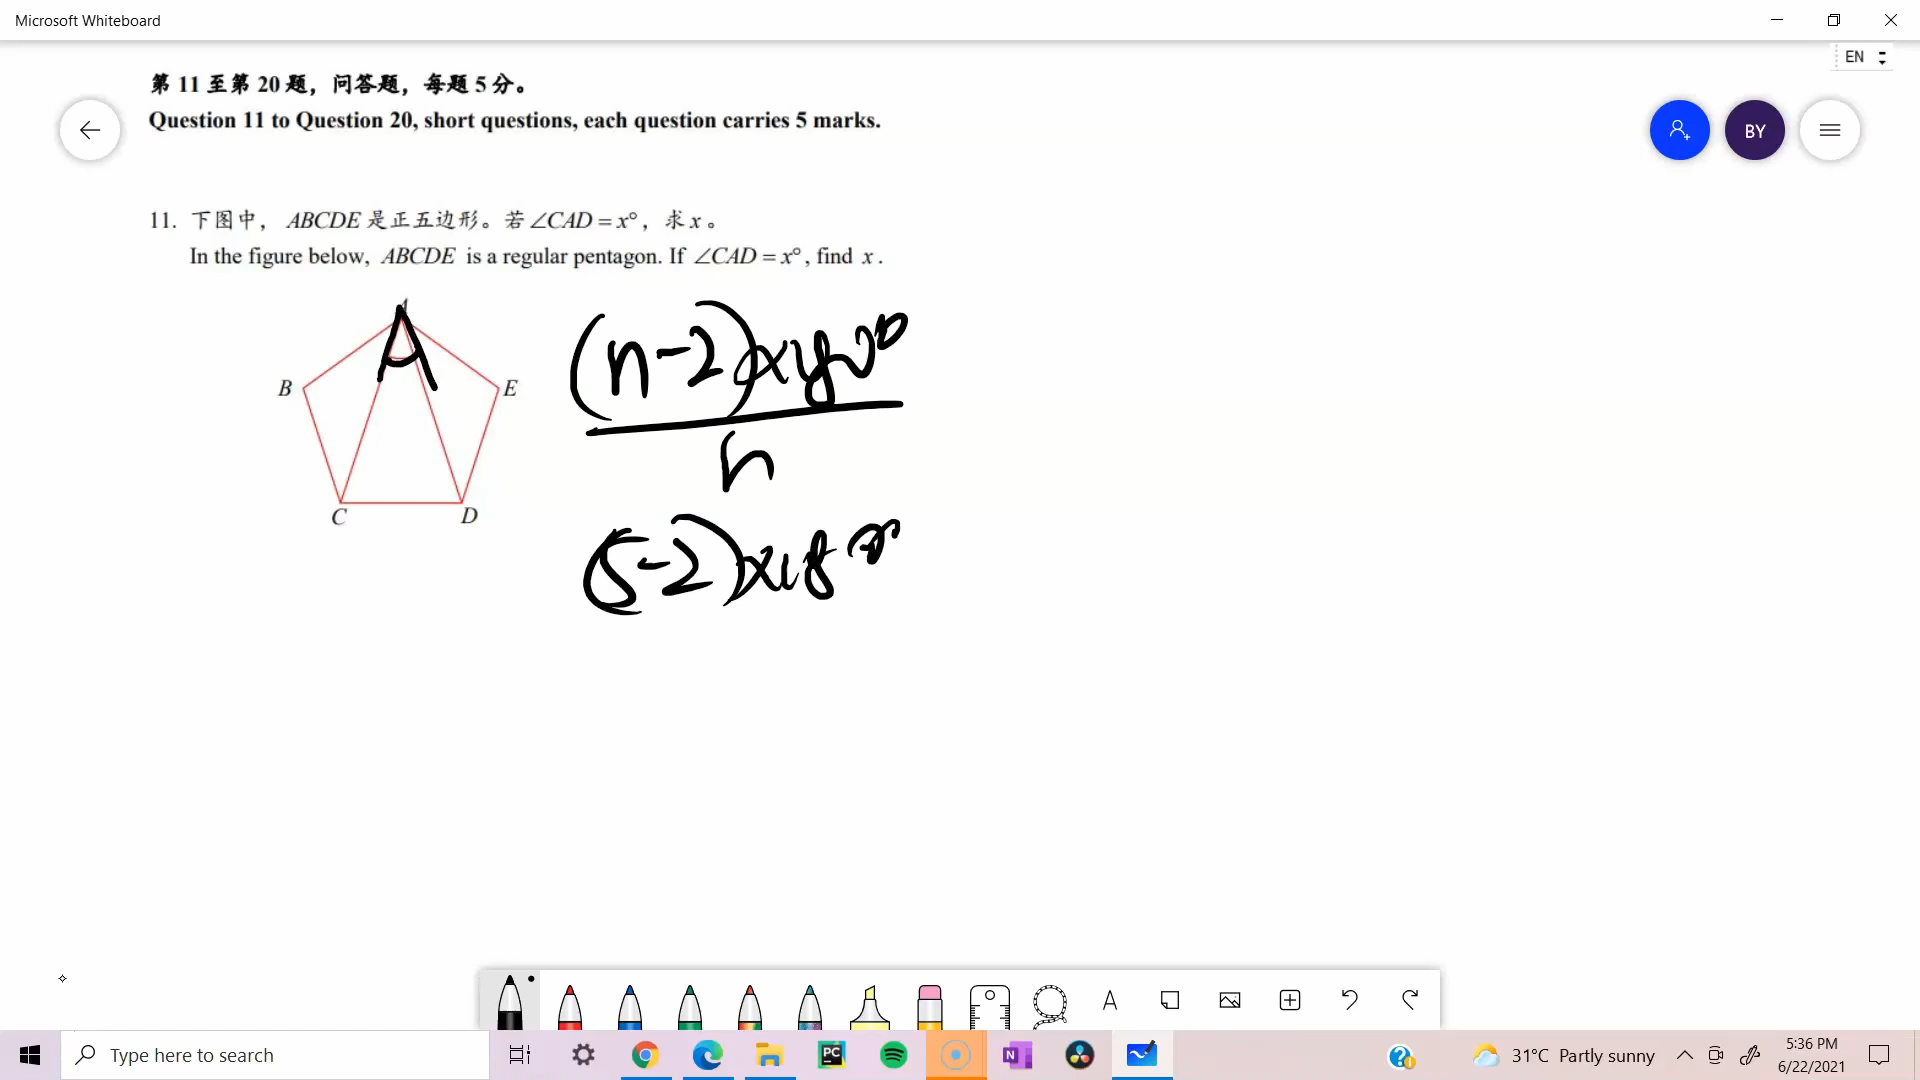 Microsoft Whiteboard
EN
第 11 至第 20 题，问答题，每题 5 分。
Question 11 to Question 20, short questions, each question carries 5 marks.
BY
11. 下图中， ABCDE 是正五边形。若 ∠CAD = x°， 求 x 。
In the figure below, ABCDE is a regular pentagon. If ∠CAD = x°, find x .
A
B
E
C
D
(n-2)×180°
n
(5-2)×18
Type here to search
31°C Partly sunny
5:36 PM
6/22/2021